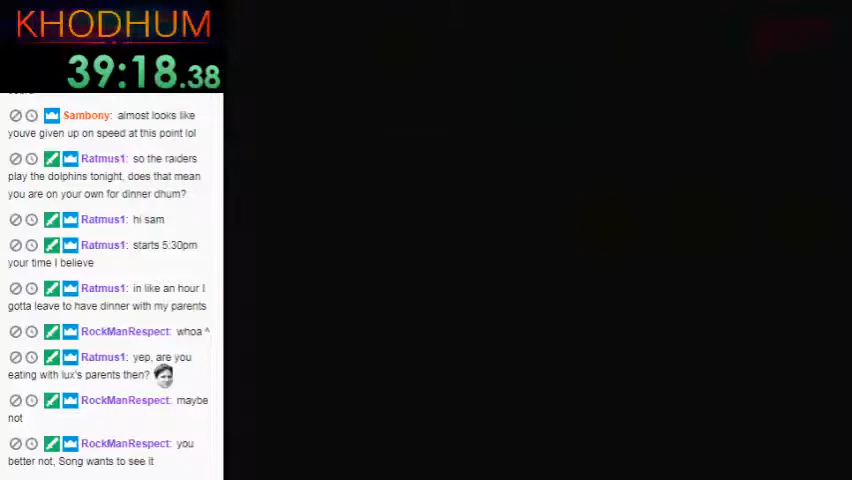 KHODHUM
39:18.38
Sambony: almost looks like
youve given up on speed at this point lol
Ratmus1: so the raiders
play the dolphins tonight, does that mean
you are on your own for dinner dhum?
Ratmus1: hi sam
Ratmus1: starts 5:30pm
your time I believe
Ratmus1: in like an hour I
gotta leave to have dinner with my parents
RockManRespect: whoa ^
Ratmus1: yep, are you
eating with lux's parents then?
RockManRespect: maybe
not
RockManRespect: you
better not, Song wants to see it